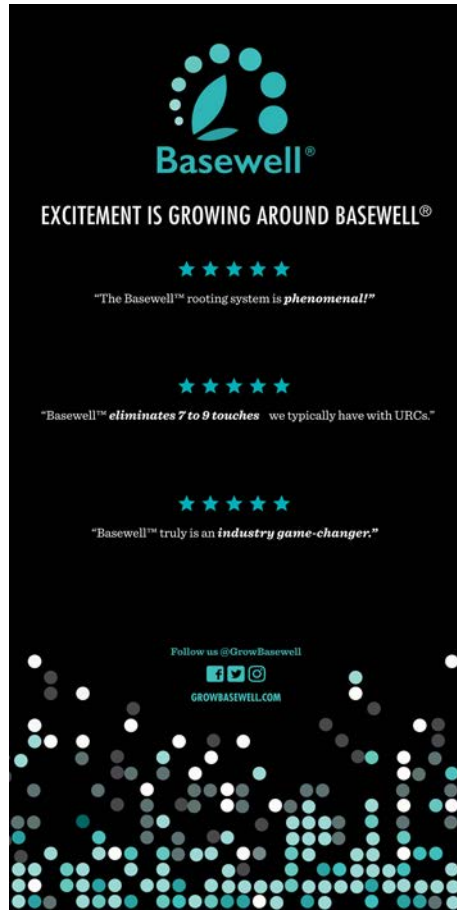 Basewell®
EXCITEMENT IS GROWING AROUND BASEWELL®
“The Basewell™ rooting system is phenomenal!”
“Basewell™ eliminates 7 to 9 touches we typically have with URCs.”
“Basewell™ truly is an industry game-changer.”
Follow us @GrowBasewell
GROWBASEWELL.COM